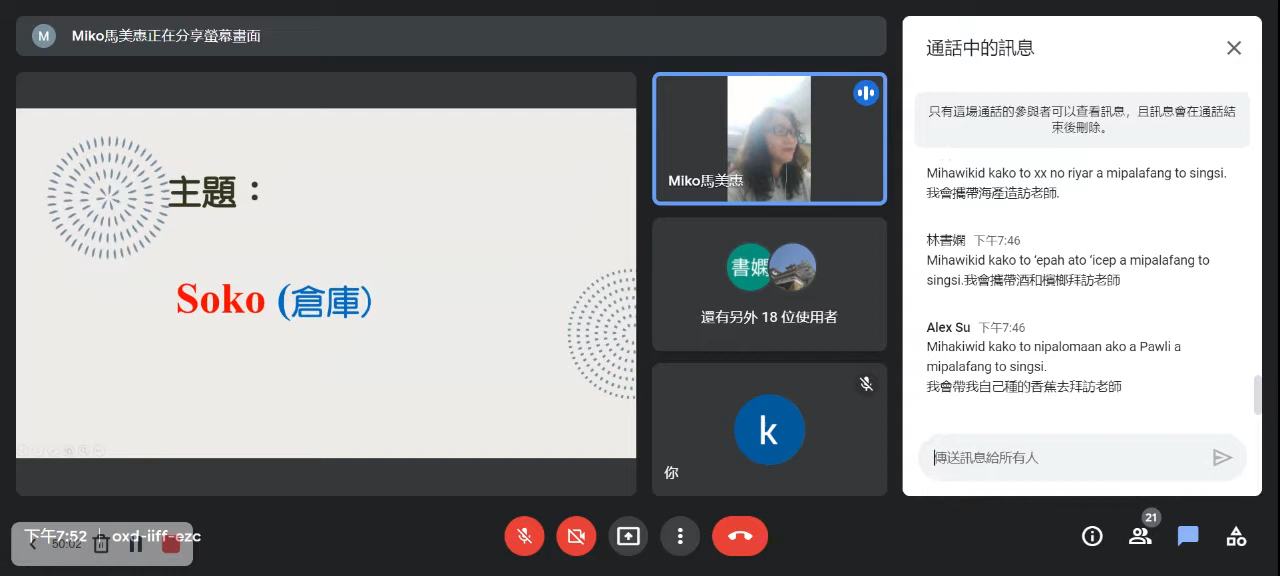 M Miko馬美惠正在分享螢幕畫面
主題：
Soko (倉庫)
Miko馬美惠
書嫻
還有另外 18 位使用者
k
你
通話中的訊息
只有這場通話的參與者可以查看訊息，且訊息會在通話結
束後刪除。
Mihawikid kako to xx no riyar a mipalafang to singsi.
我會攜帶海產造訪老師.
林書嫻 下午7:46
Mihawikid kako to ‘epah ato ‘icep a mipalafang to
singsi.我會攜帶酒和檳榔拜訪老師
Alex Su 下午7:46
Mihakiwid kako to nipalomaan ako a Pawli a
mipalafang to singsi.
我會帶我自己種的香蕉去拜訪老師
傳送訊息給所有人
下午7:52 | oxd-iiff-ezc
50:02
21